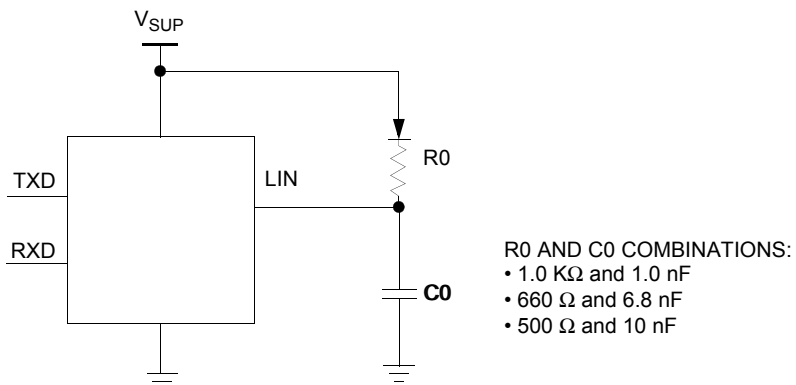 VSUP
R0
LIN
TXD
RXD
C0
R0 AND C0 COMBINATIONS:
• 1.0 KΩ and 1.0 nF
• 660 Ω and 6.8 nF
• 500 Ω and 10 nF